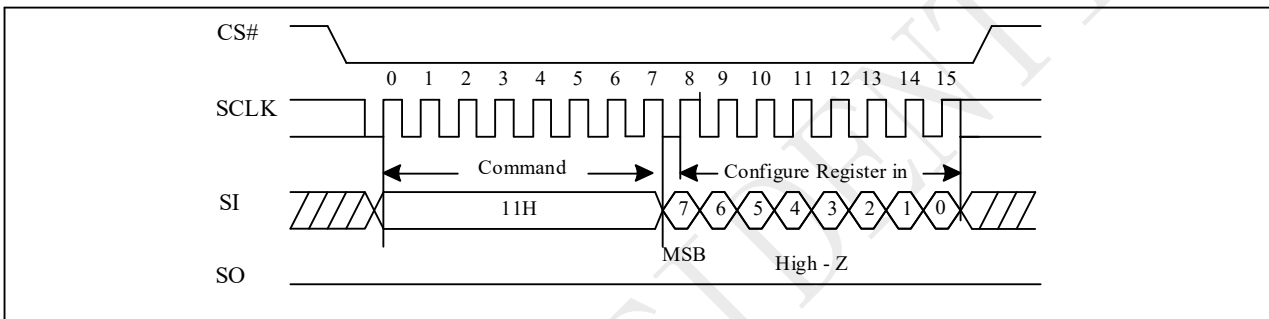 CS#
0 1 2 3 4 5 6 7 8 9 10 11 12 13 14 15
SCLK
Command Configure Register in
SI 11H 7 6 5 4 3 2 1 0
MSB High - Z
SO